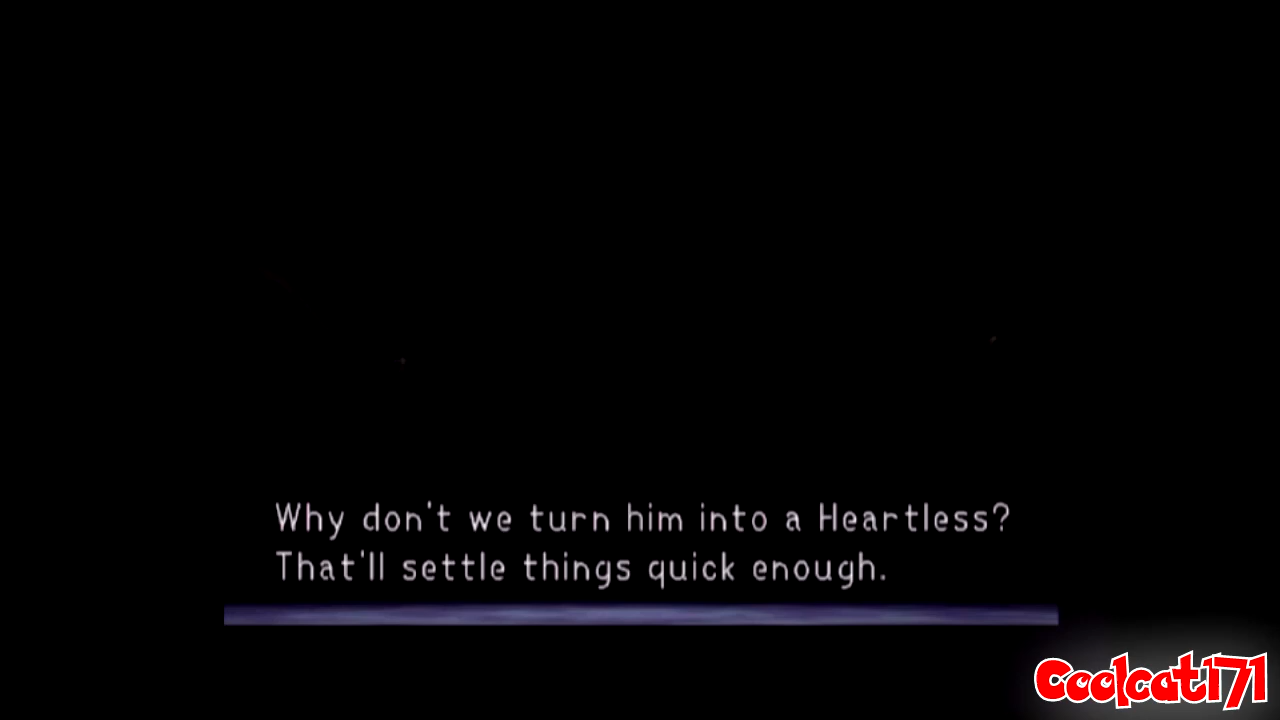 Why don't we turn him into a Heartless?
That'll settle things quick enough.
Coolcat171